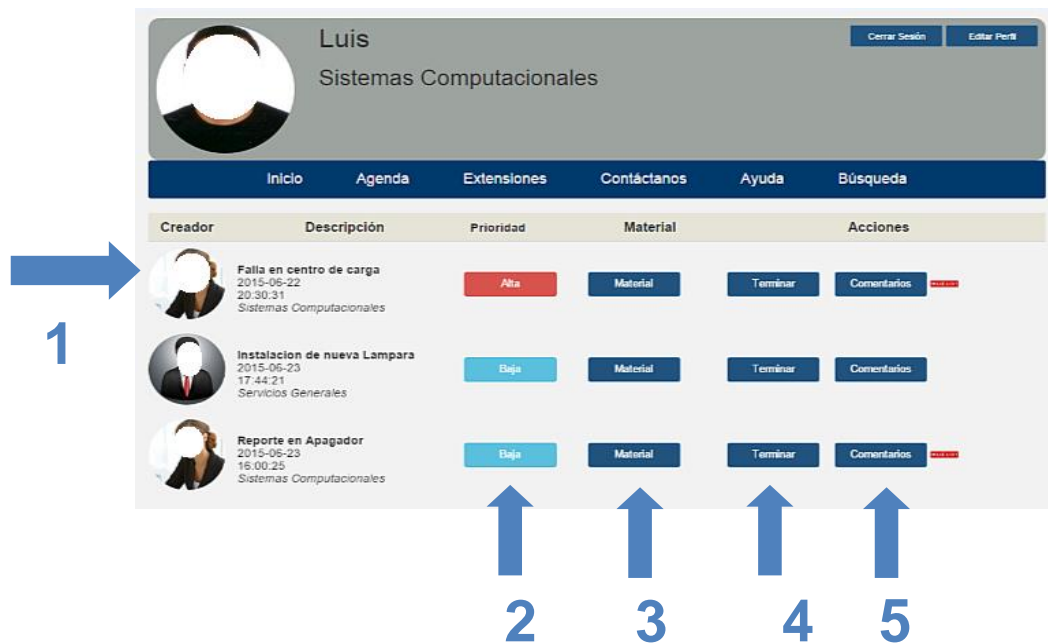 Luis
Cerrar Sesión
Editar Perfil
Sistemas Computacionales
Inicio Agenda Extensiones Contáctanos Ayuda Búsqueda
Creador Descripción Prioridad Material Acciones
1
Falla en centro de carga
2015-06-22
20:30:31
Sistemas Computacionales
Alta Material Terminar Comentarios
Instalacion de nueva Lampara
2015-06-23
17:44:21
Servicios Generales
Baja Material Terminar Comentarios
Reporte en Apagador
2015-06-23
16:00:25
Sistemas Computacionales
Baja Material Terminar Comentarios
2 3 4 5